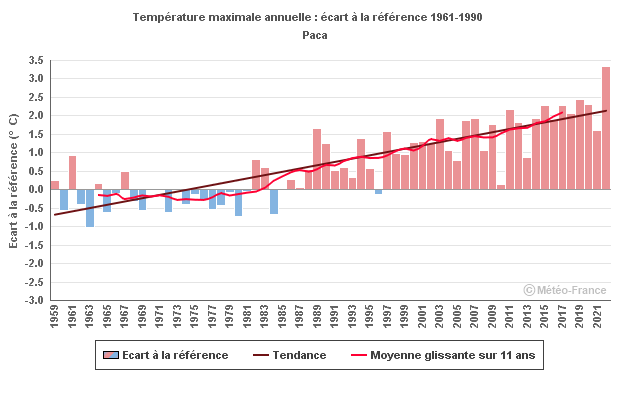 Température maximale annuelle : écart à la référence 1961-1990
Paca
Ecart à la référence (° C)
3.5
3.0
2.5
2.0
1.5
1.0
0.5
0.0
-0.5
-1.0
-1.5
-2.0
-2.5
-3.0
© Météo-France
1959 1961 1963 1965 1967 1969 1971 1973 1975 1977 1979 1981 1983 1985 1987 1989 1991 1993 1995 1997 1999 2001 2003 2005 2007 2009 2011 2013 2015 2017 2019 2021
Ecart à la référence Tendance Moyenne glissante sur 11 ans